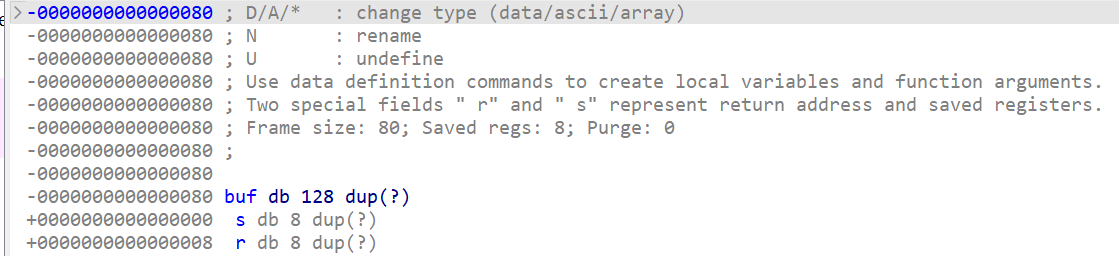 -0000000000000080 ; D/A/* : change type (data/ascii/array)
-0000000000000080 ; N : rename
-0000000000000080 ; U : undefine
-0000000000000080 ; Use data definition commands to create local variables and function arguments.
-0000000000000080 ; Two special fields " r" and " s" represent return address and saved registers.
-0000000000000080 ; Frame size: 80; Saved regs: 8; Purge: 0
-0000000000000080 ;
-0000000000000080
-0000000000000080 buf db 128 dup(?)
+0000000000000000 s db 8 dup(?)
+0000000000000008 r db 8 dup(?)